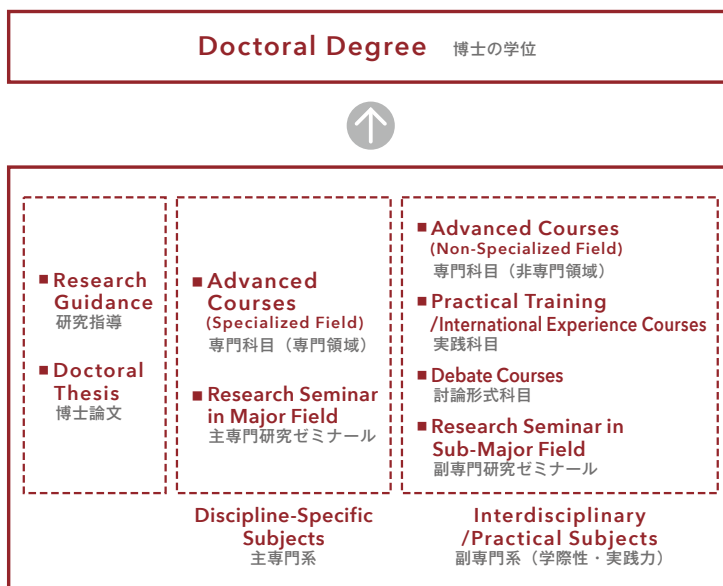 Doctoral Degree 博士の学位
■ Research
Guidance
研究指導
■ Doctoral
Thesis
博士論文
■ Advanced
Courses
(Specialized Field)
専門科目（専門領域）
■ Research Seminar
in Major Field
主専門研究ゼミナール
Discipline-Specific
Subjects
主専門系
■ Advanced Courses
(Non-Specialized Field)
専門科目（非専門領域）
■ Practical Training
/International Experience Courses
実践科目
■ Debate Courses
討論形式科目
■ Research Seminar in
Sub-Major Field
副専門研究ゼミナール
Interdisciplinary
/Practical Subjects
副専門系（学際性・実践力）